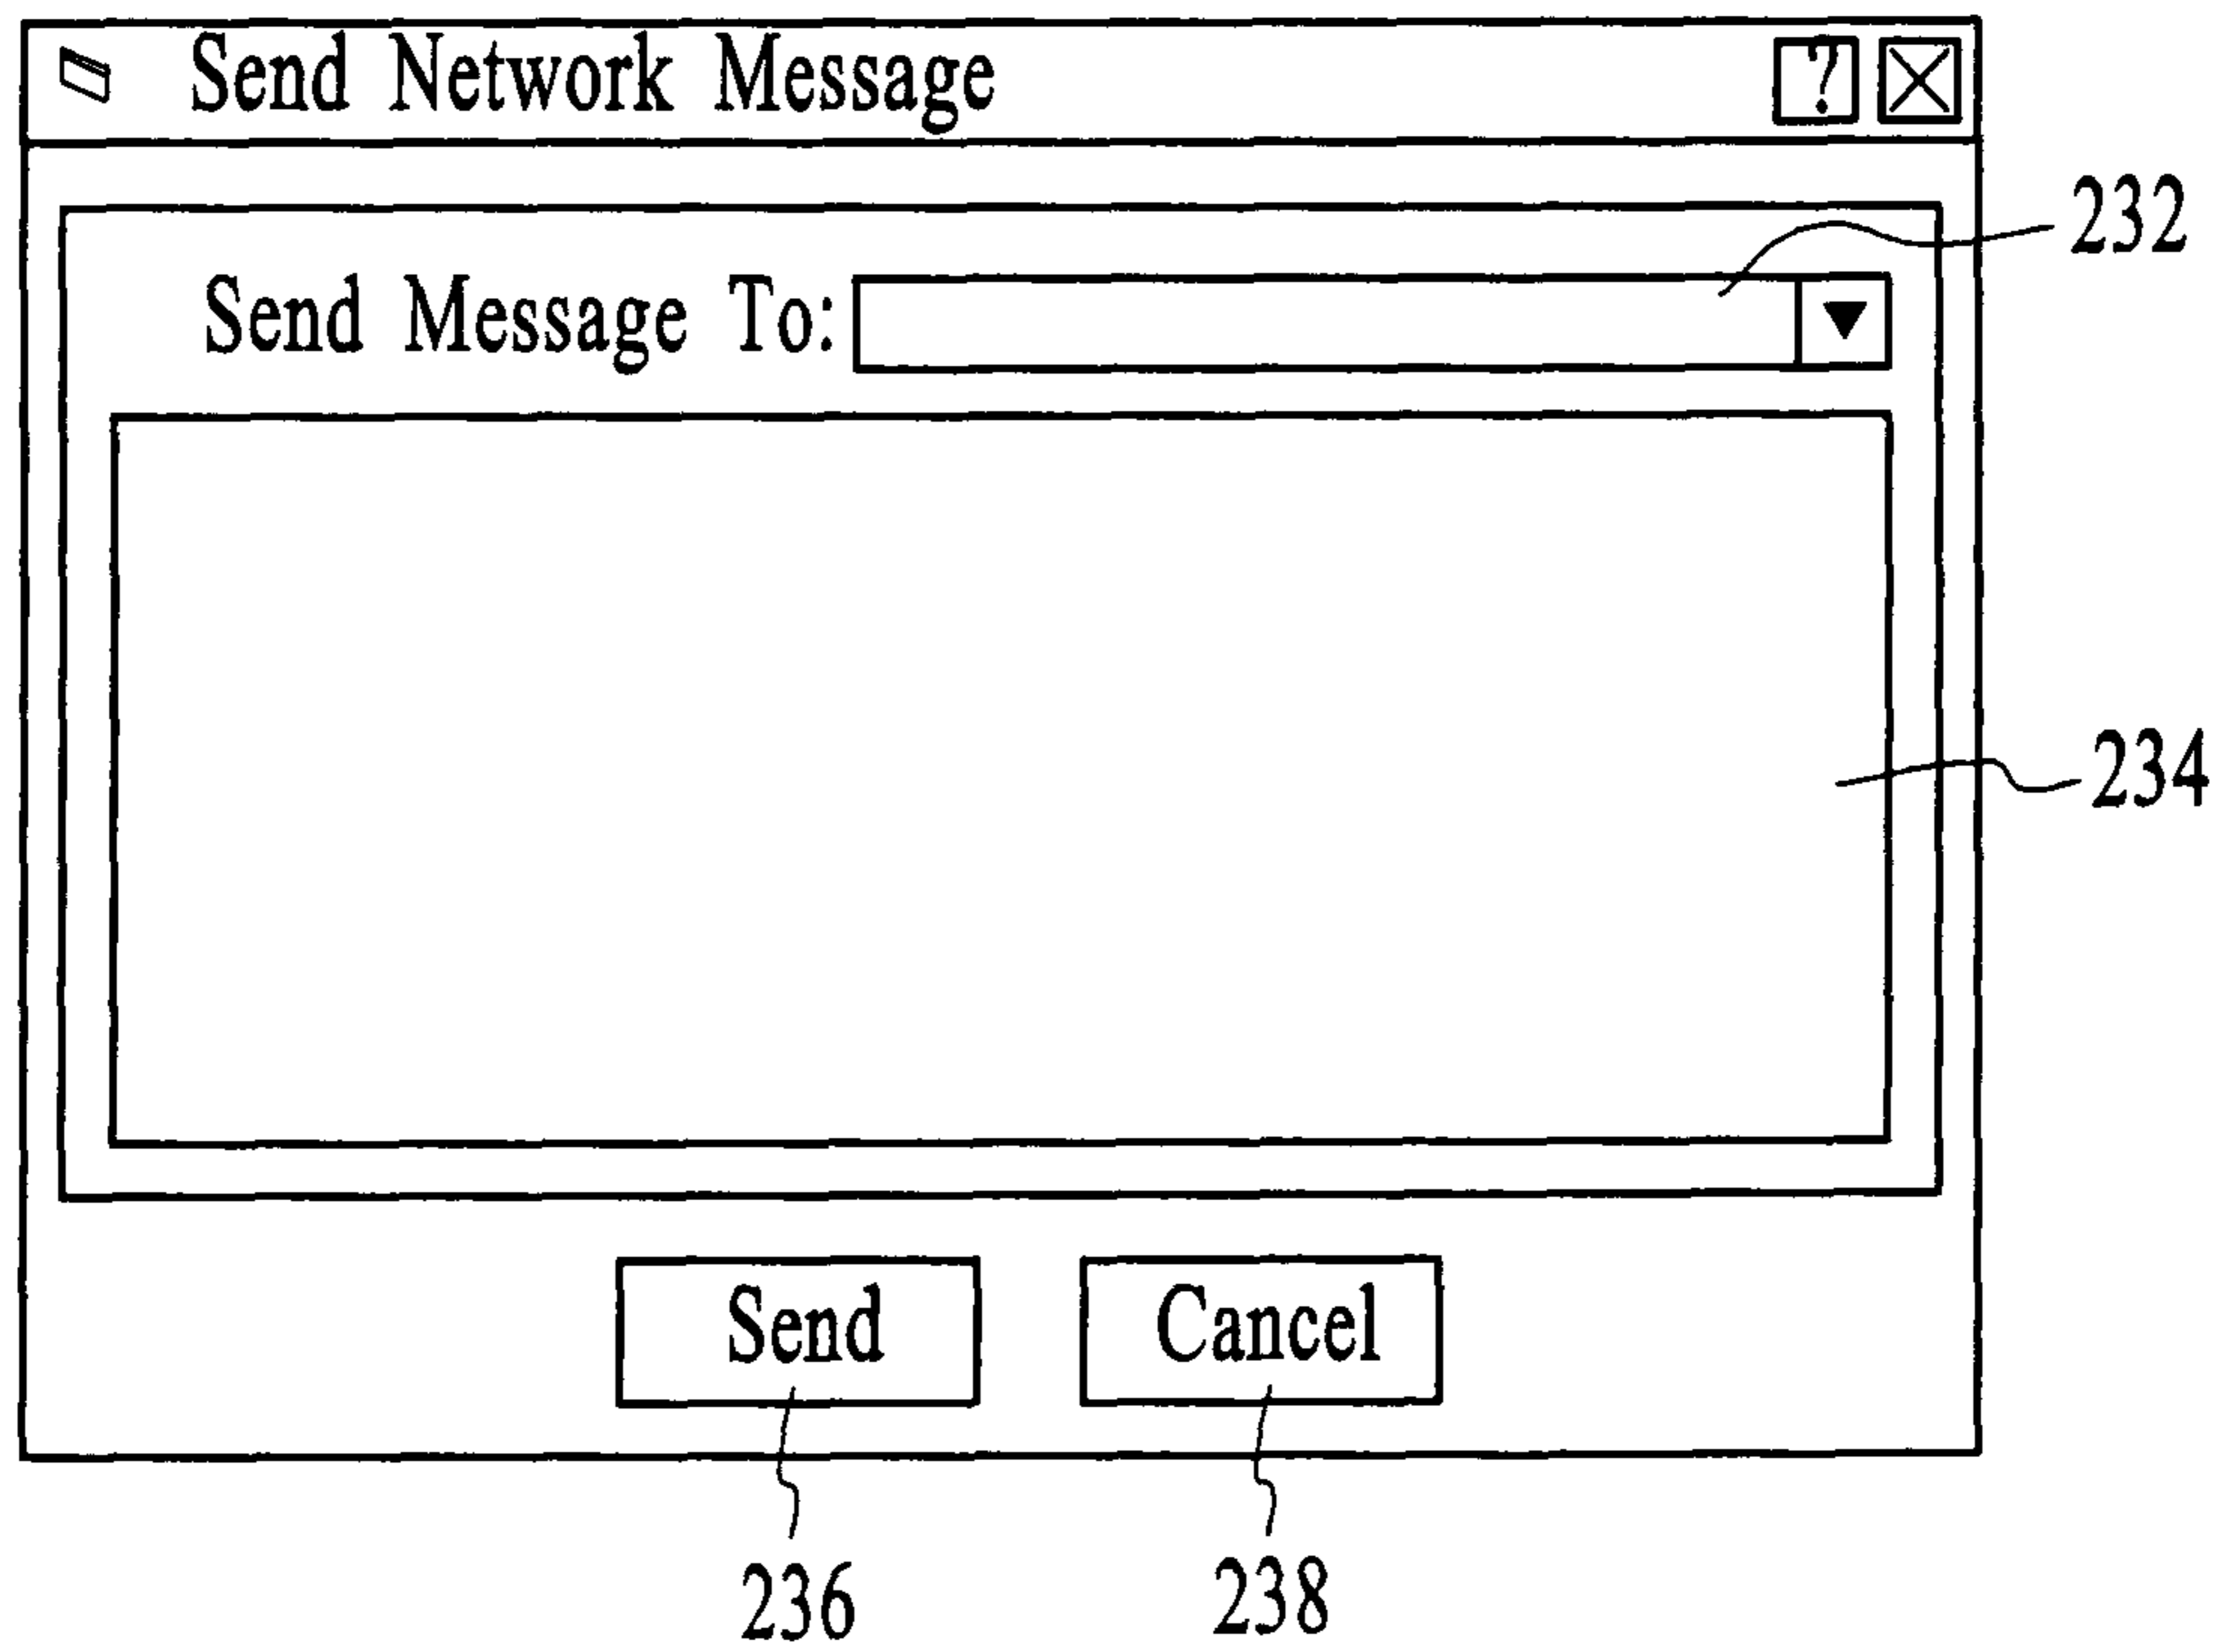 Send Network Message ?
232
Send Message To:
234
Send Cancel
236 238